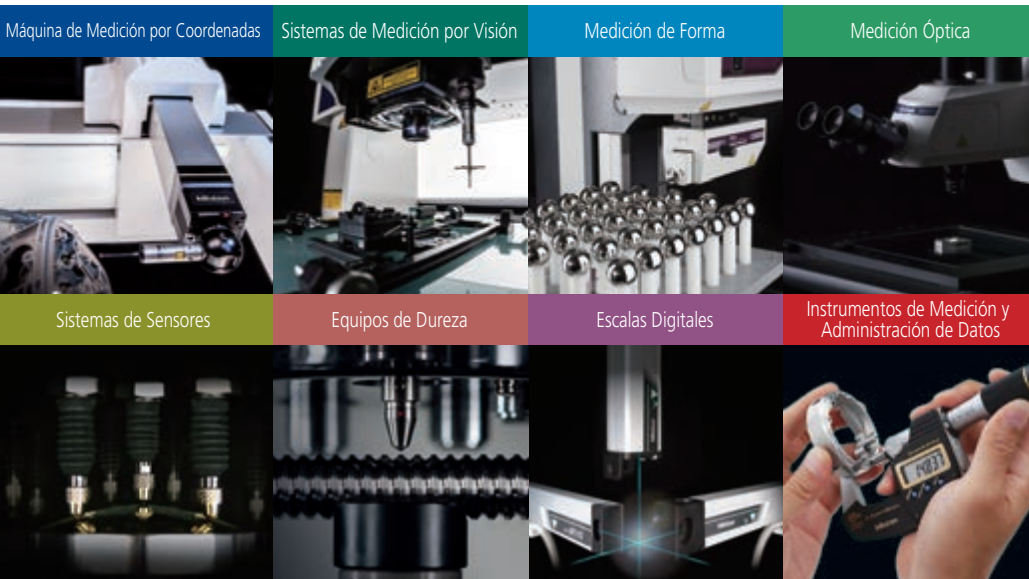 Máquina de Medición por Coordenadas
Sistemas de Medición por Visión
Medición de Forma
Medición Óptica
Sistemas de Sensores
Equipos de Dureza
Escalas Digitales
Instrumentos de Medición y
Administración de Datos